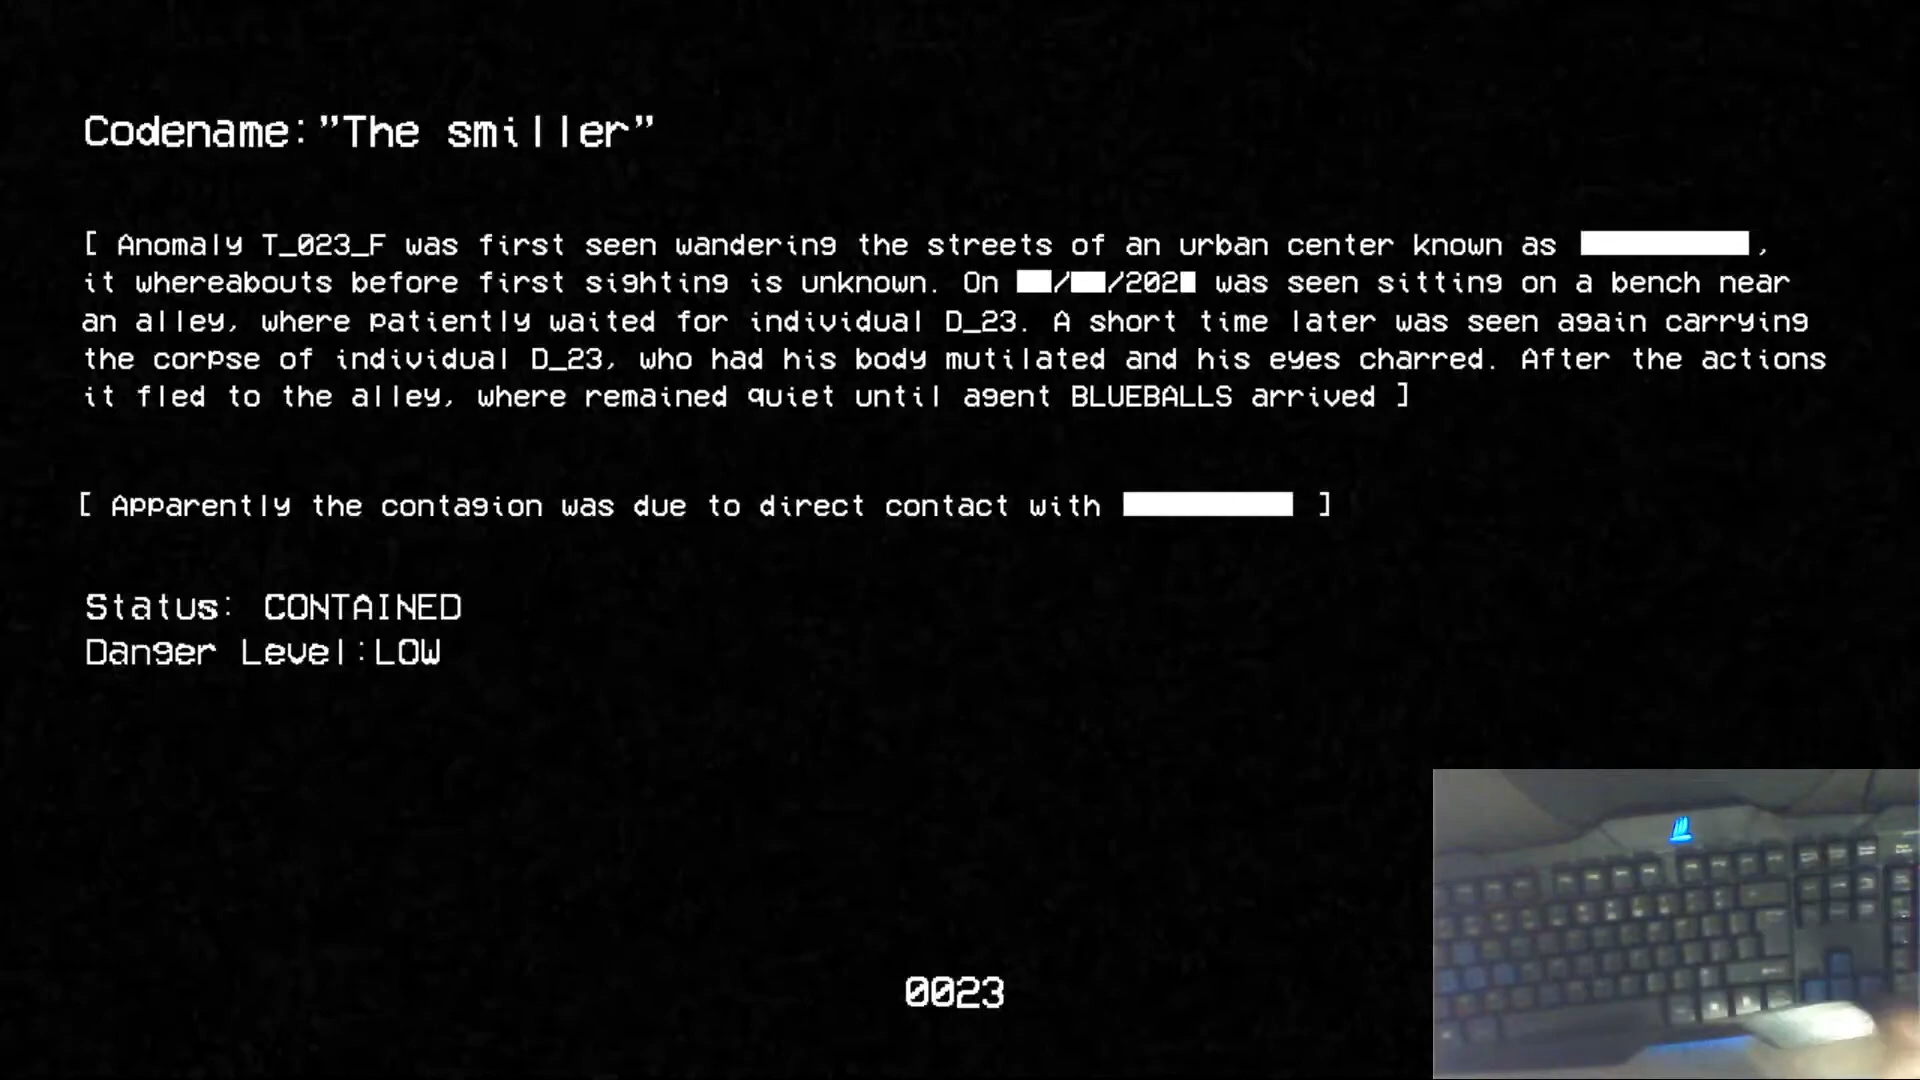 Codename:"The smiller"
[ Anomaly T_023_F was first seen wandering the streets of an urban center known as ,
it whereabouts before first sighting is unknown. On / /202 was seen sitting on a bench near
an alley, where patiently waited for individual D_23. A short time later was seen again carrying
the corpse of individual D_23, who had his body mutilated and his eyes charred. After the actions
it fled to the alley, where remained quiet until agent BLUEBALLS arrived ]
[ Apparently the contagion was due to direct contact with ]
Status: CONTAINED
Danger Level:LOW
0023